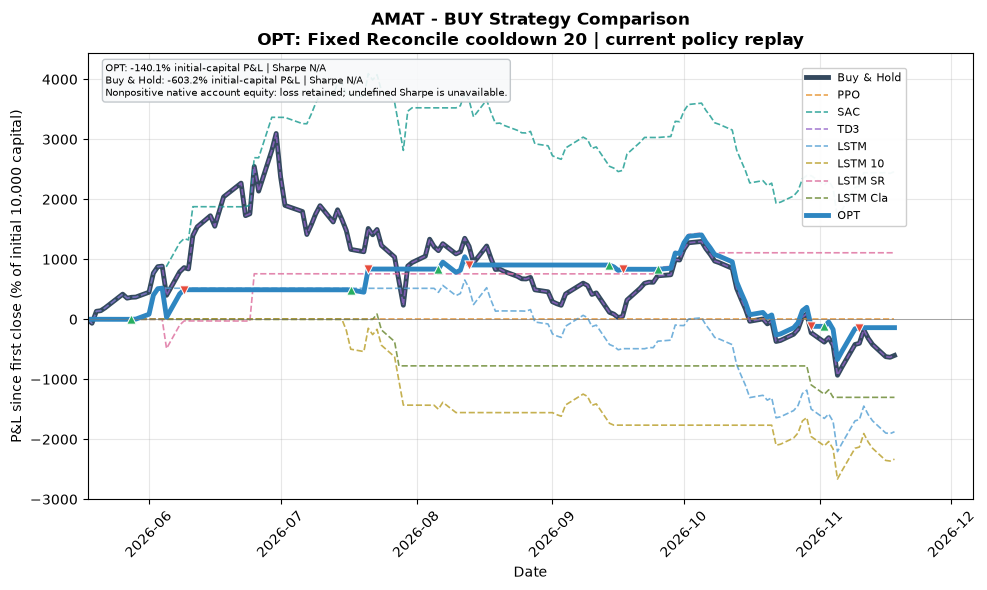 AMAT - BUY Strategy Comparison
OPT: Fixed Reconcile cooldown 20 | current policy replay
OPT: -140.1% initial-capital P&L | Sharpe N/A
Buy & Hold: -603.2% initial-capital P&L | Sharpe N/A
Nonpositive native account equity: loss retained; undefined Sharpe is unavailable.
Buy & Hold
PPO
SAC
TD3
LSTM
LSTM 10
LSTM SR
LSTM Cla
OPT
P&L since first close (% of initial 10,000 capital)
4000
3000
2000
1000
0
−1000
−2000
−3000
2026-06
2026-07
2026-08
2026-09
2026-10
2026-11
2026-12
Date